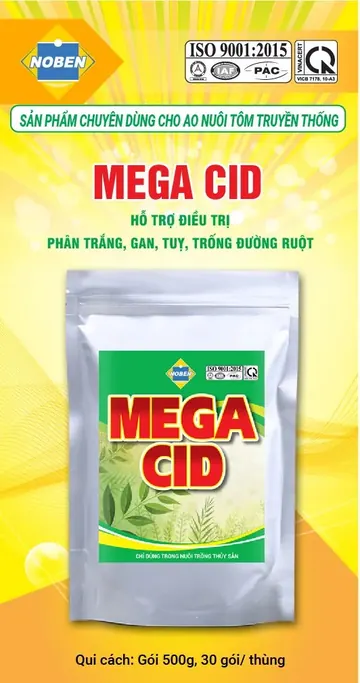 NOBEN
ISO 9001:2015
IAF
PAC
VINACERT
VICB 7178. 10-A3
SẢN PHẨM CHUYÊN DÙNG CHO AO NUÔI TÔM TRUYỀN THỐNG
MEGA CID
HỖ TRỢ ĐIỀU TRỊ
PHÂN TRẮNG, GAN, TUỴ, TRỐNG ĐƯỜNG RUỘT
NOBEN
ISO 9001:2015
PAC
MEGA
CID
CHỈ DÙNG TRONG NUÔI TRỒNG THỦY SẢN
Qui cách: Gói 500g, 30 gói/ thùng